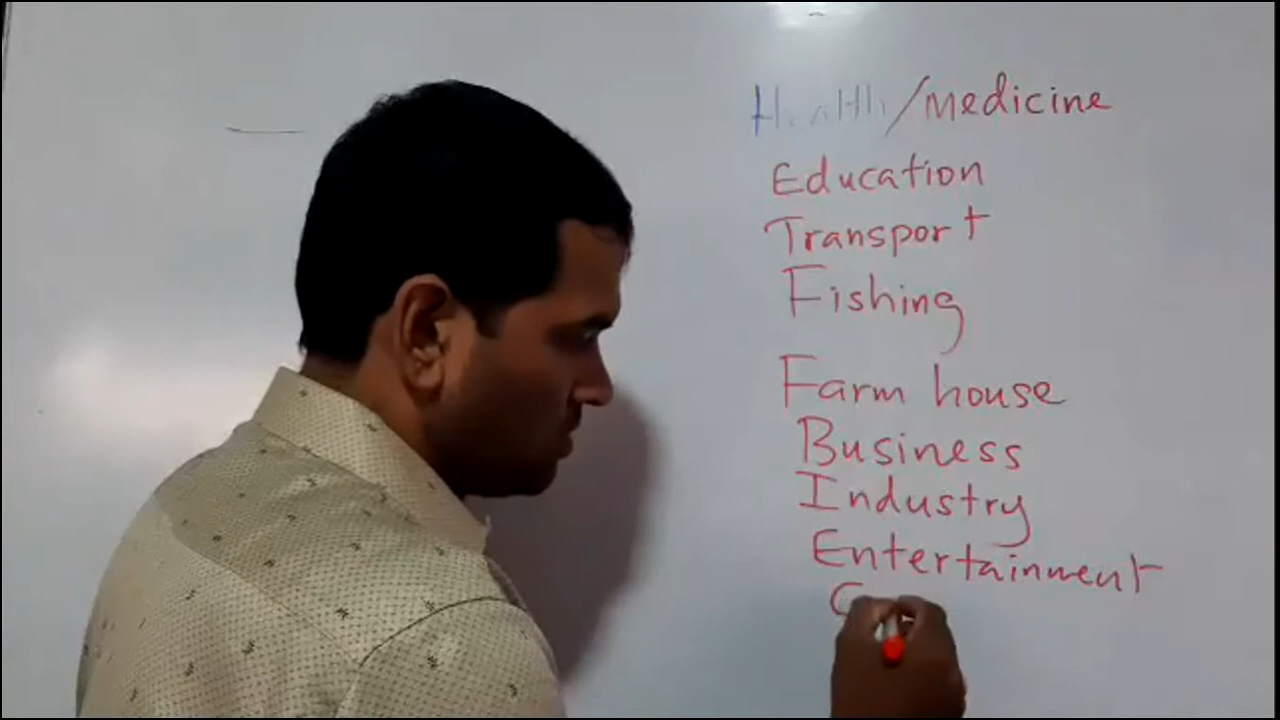 Health/Medicine
Education
Transport
Fishing
Farm house
Business
Industry
Entertainment